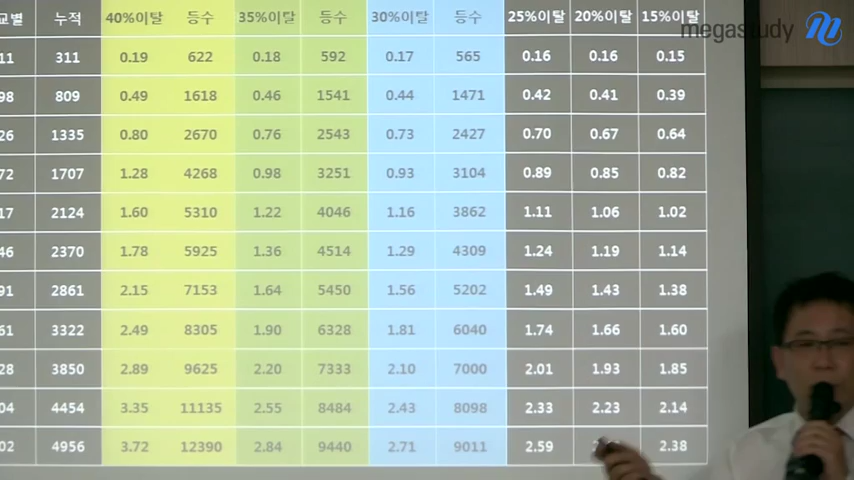 megastudy
교별 누적 40%이탈 등수 35%이탈 등수 30%이탈 등수 25%이탈 20%이탈 15%이탈
11 311 0.19 622 0.18 592 0.17 565 0.16 0.16 0.15
98 809 0.49 1618 0.46 1541 0.44 1471 0.42 0.41 0.39
26 1335 0.80 2670 0.76 2543 0.73 2427 0.70 0.67 0.64
72 1707 1.28 4268 0.98 3251 0.93 3104 0.89 0.85 0.82
17 2124 1.60 5310 1.22 4046 1.16 3862 1.11 1.06 1.02
46 2370 1.78 5925 1.36 4514 1.29 4309 1.24 1.19 1.14
91 2861 2.15 7153 1.64 5450 1.56 5202 1.49 1.43 1.38
61 3322 2.49 8305 1.90 6328 1.81 6040 1.74 1.66 1.60
28 3850 2.89 9625 2.20 7333 2.10 7000 2.01 1.93 1.85
04 4454 3.35 11135 2.55 8484 2.43 8098 2.33 2.23 2.14
02 4956 3.72 12390 2.84 9440 2.71 9011 2.59 2.38